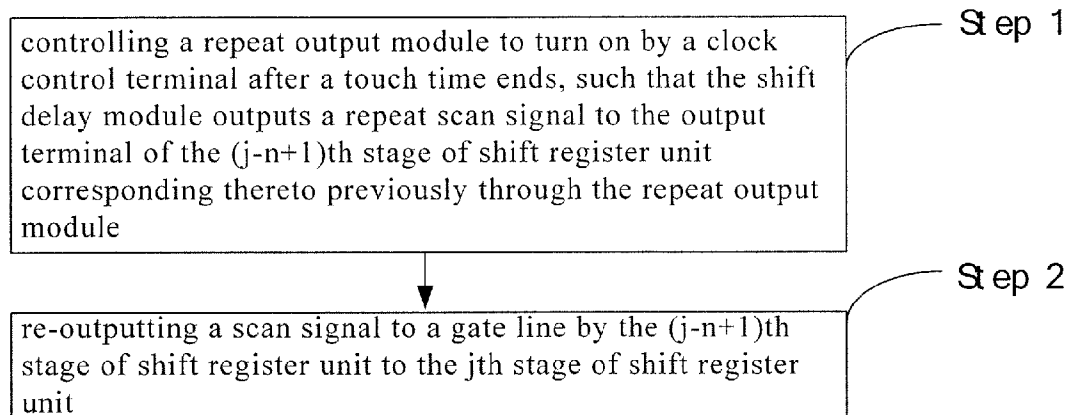 Step 1
controlling a repeat output module to turn on by a clock
control terminal after a touch time ends, such that the shift
delay module outputs a repeat scan signal to the output
terminal of the (j-n+1)th stage of shift register unit
corresponding thereto previously through the repeat output
module
Step 2
re-outputting a scan signal to a gate line by the (j-n+1)th
stage of shift register unit to the jth stage of shift register
unit